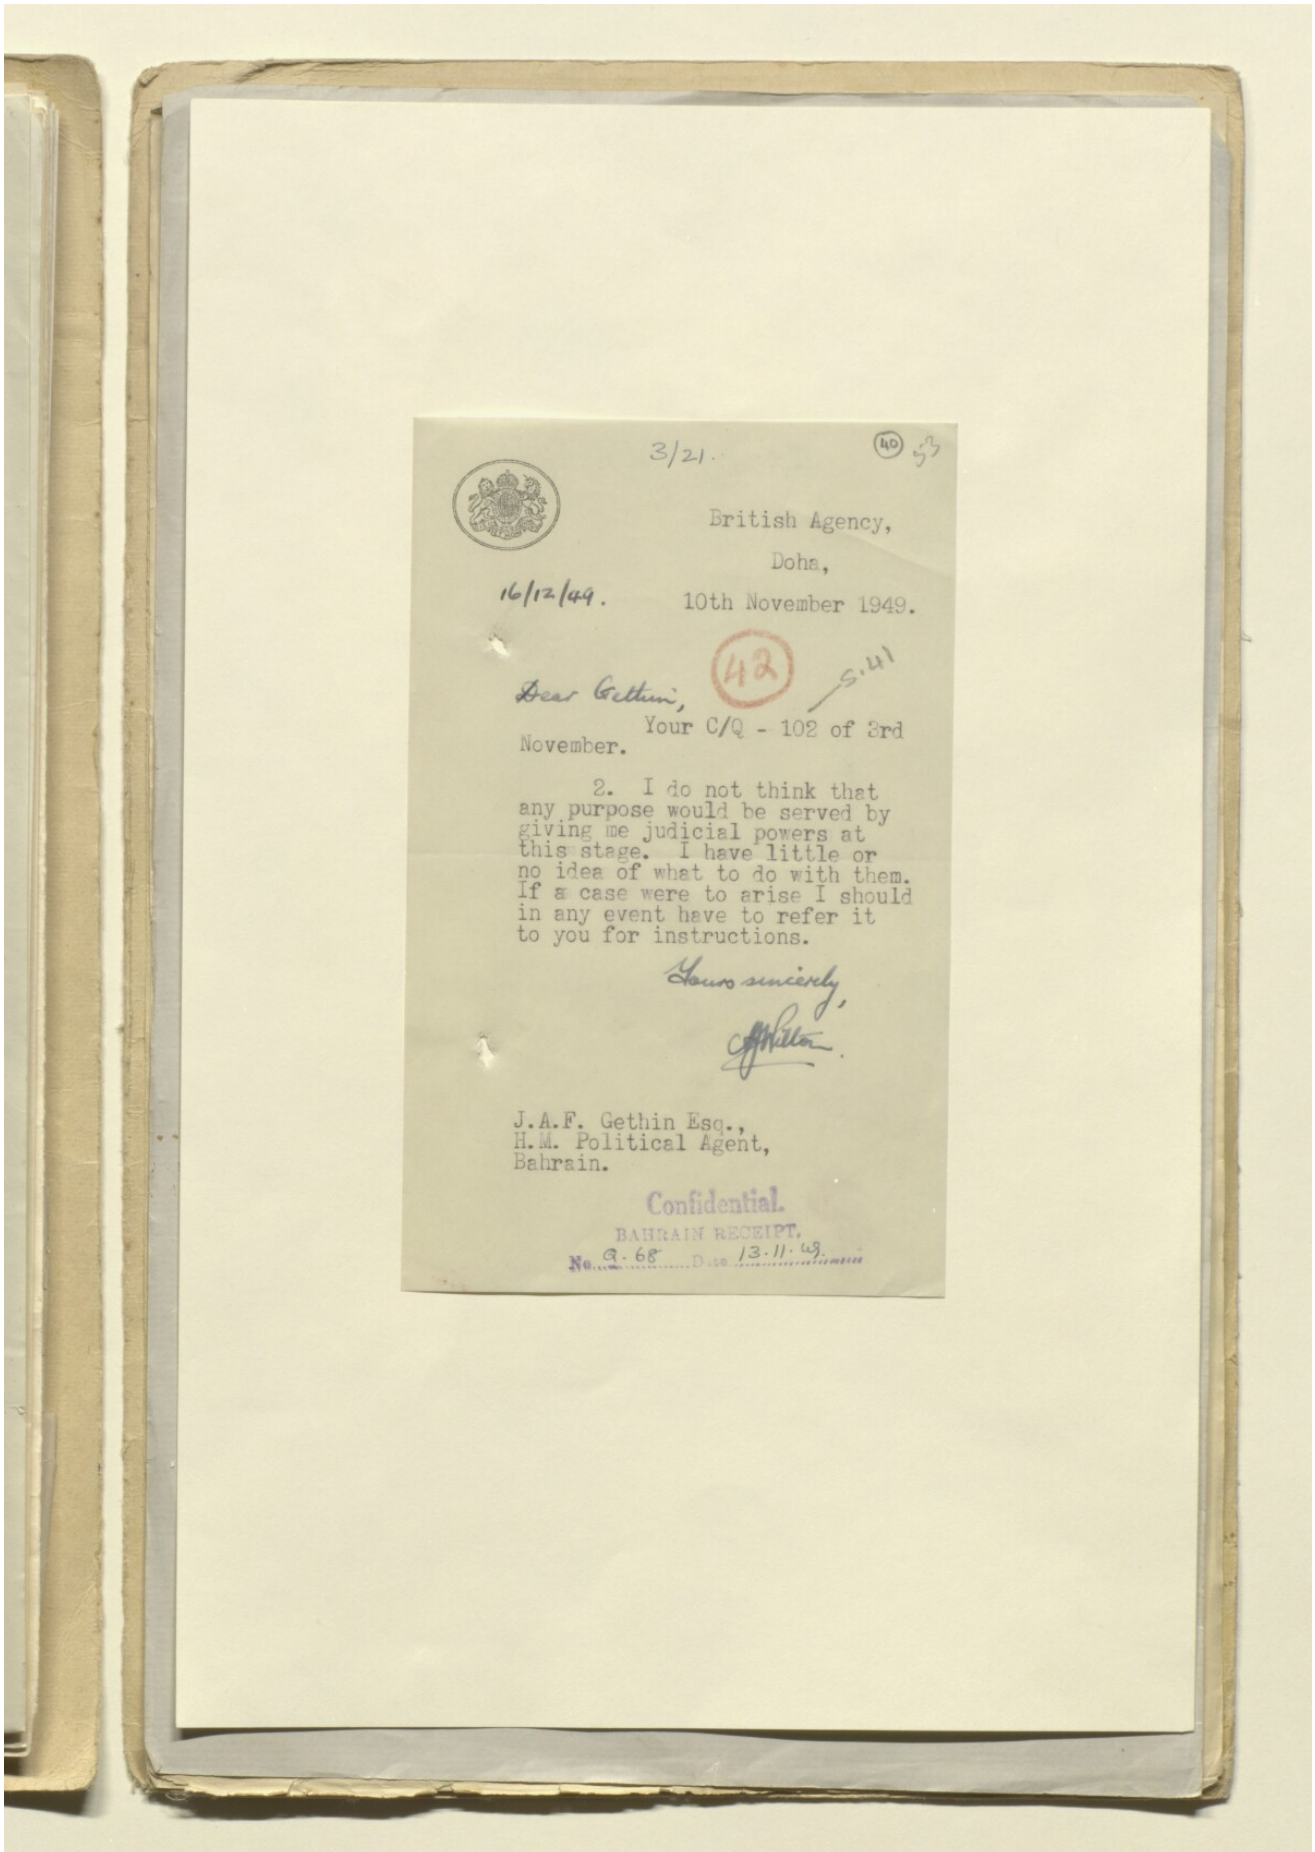 3/21.
40
53
British Agency,
Doha,
16/12/49.
10th November 1949.
42
S.41
Dear Gethin,
Your C/Q - 102 of 3rd
November.
2. I do not think that
any purpose would be served by
giving me judicial powers at
this stage. I have little or
no idea of what to do with them.
If a case were to arise I should
in any event have to refer it
to you for instructions.
Yours sincerely,
AJWilton.
J.A.F. Gethin Esq.,
H.M. Political Agent,
Bahrain.
Confidential.
BAHRAIN RECEIPT.
No. Q-68 Date 13.11.49.